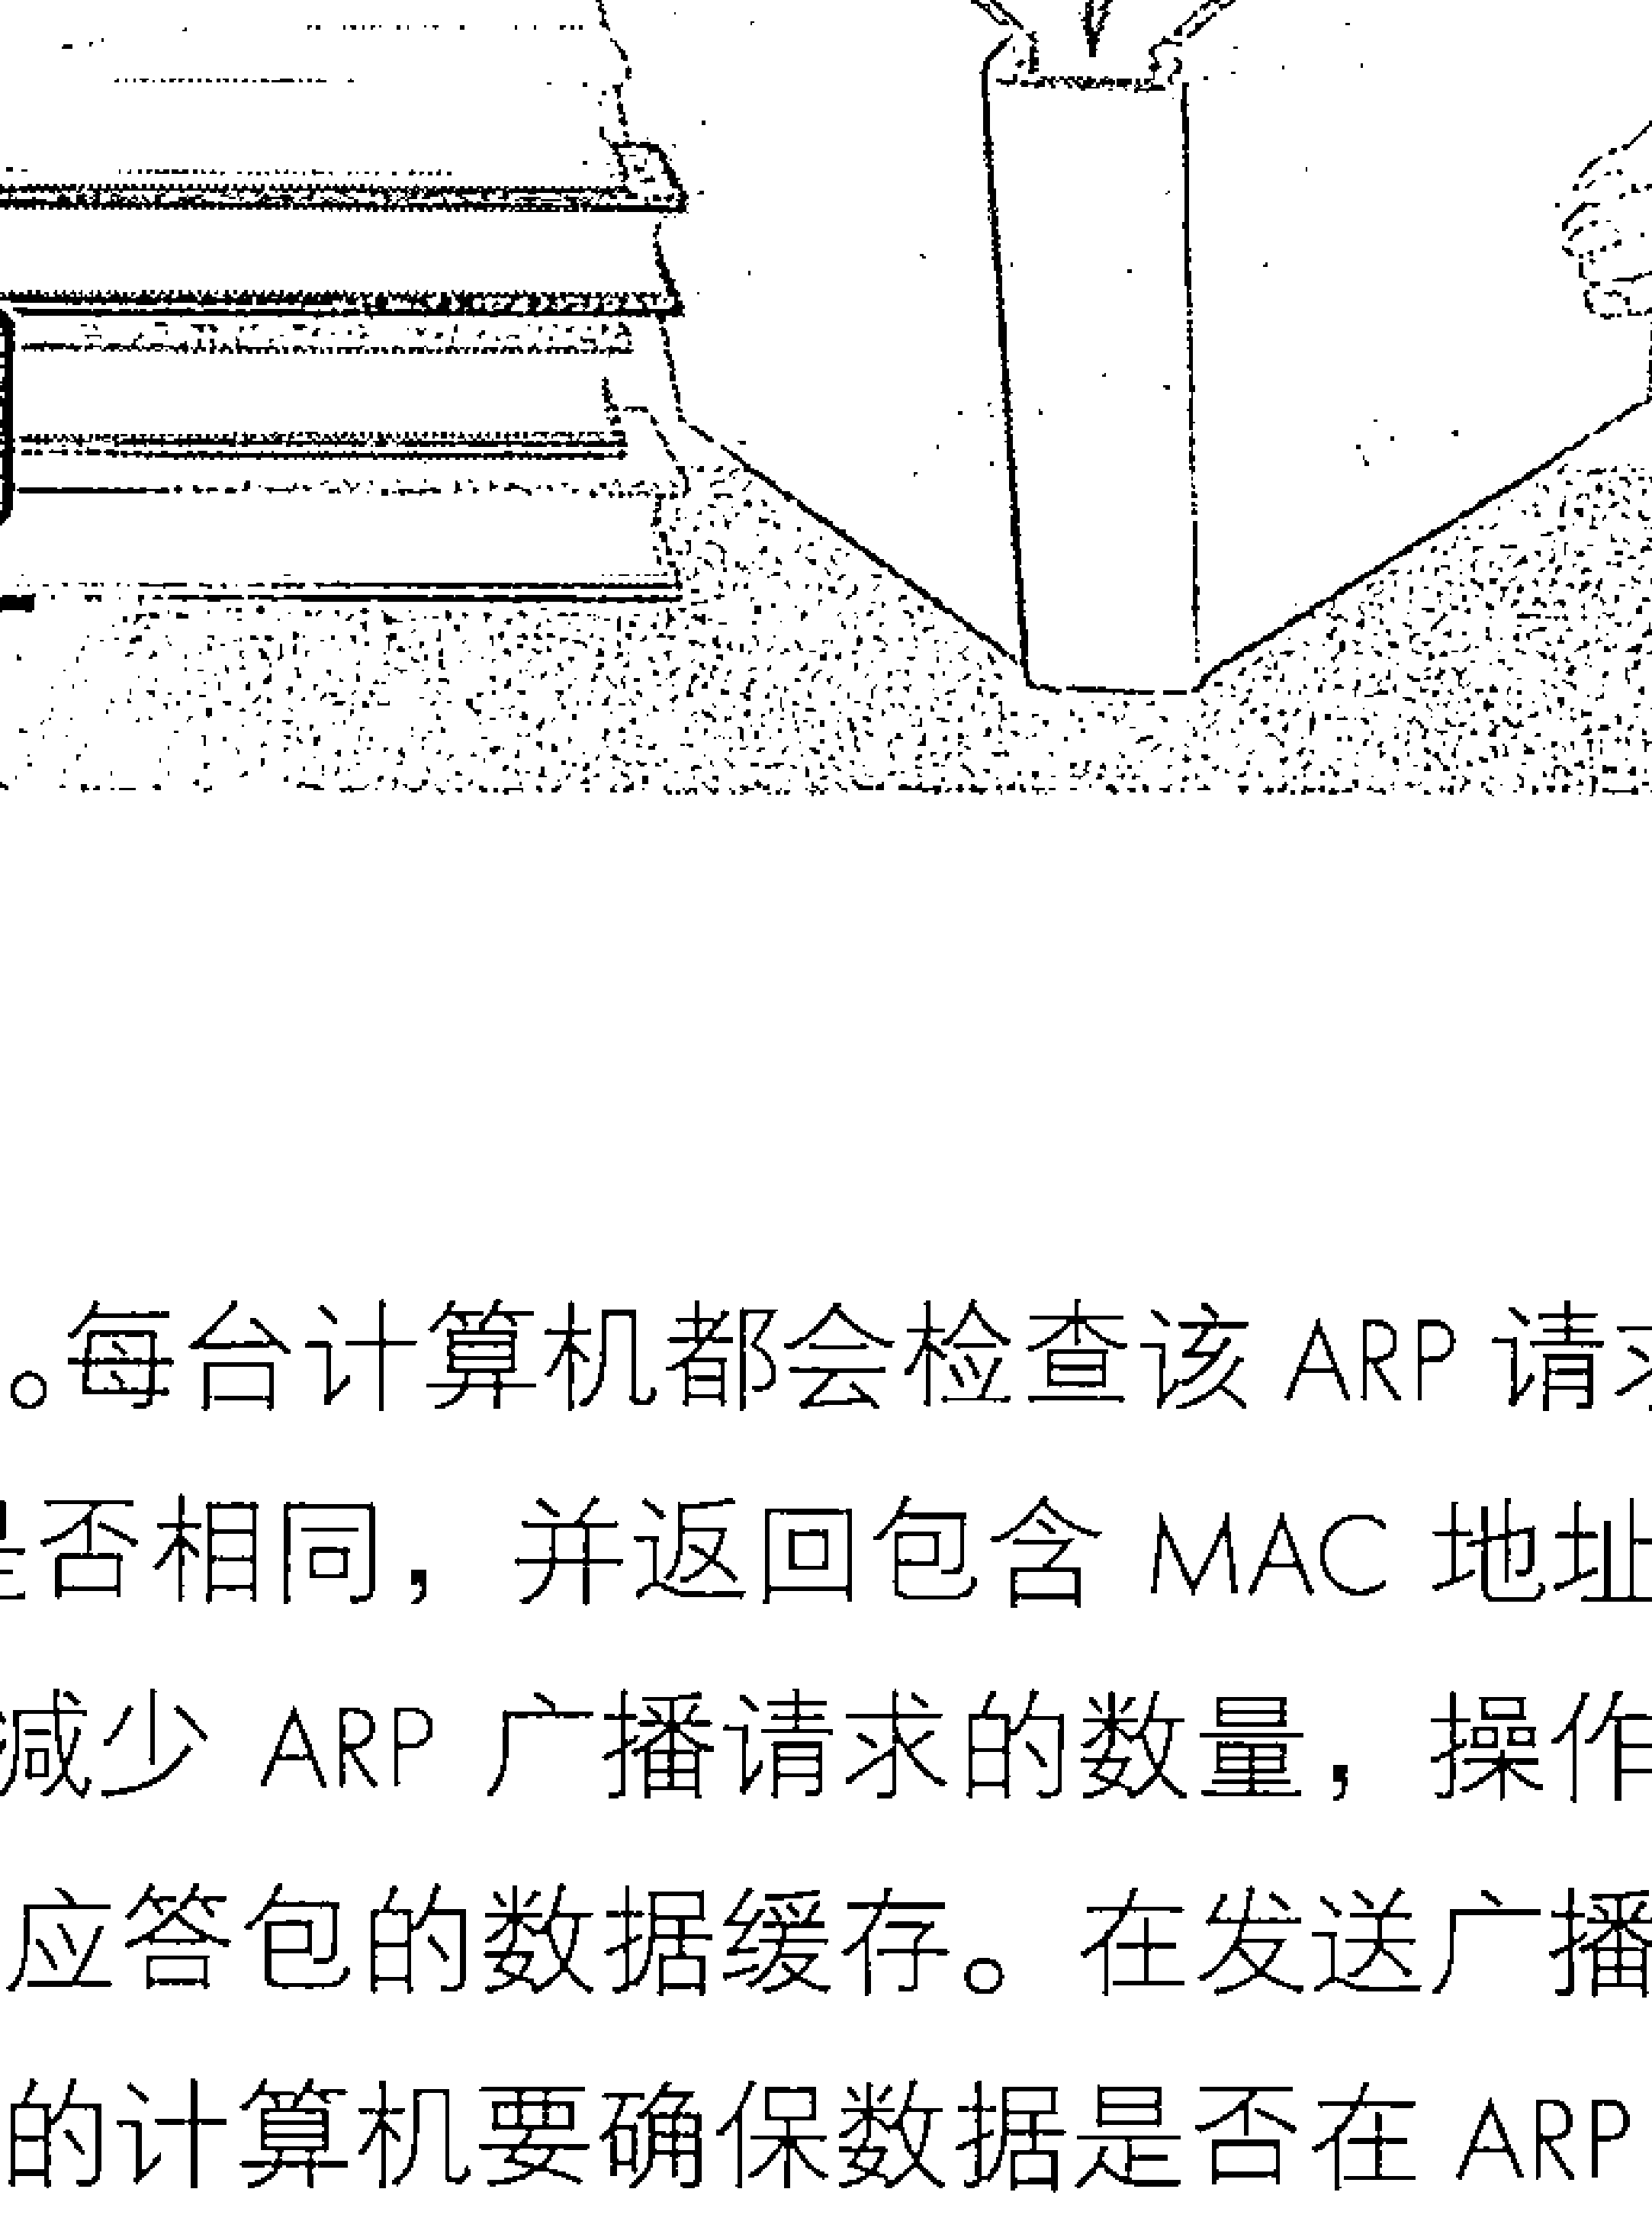 。每台计算机都会检查该 ARP 请求
是否相同，并返回包含 MAC 地址
减少 ARP 广播请求的数量，操作
应答包的数据缓存。在发送广播
的计算机要确保数据是否在 ARP